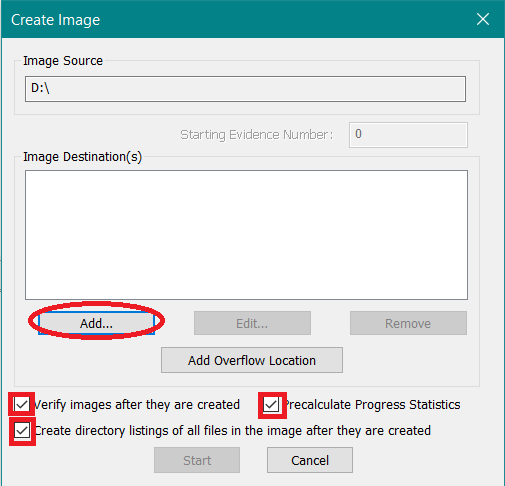 Create Image
Image Source
D:\
Starting Evidence Number: 0
Image Destination(s)
Add... Edit... Remove
Add Overflow Location
Verify images after they are created Precalculate Progress Statistics
Create directory listings of all files in the image after they are created
Start Cancel